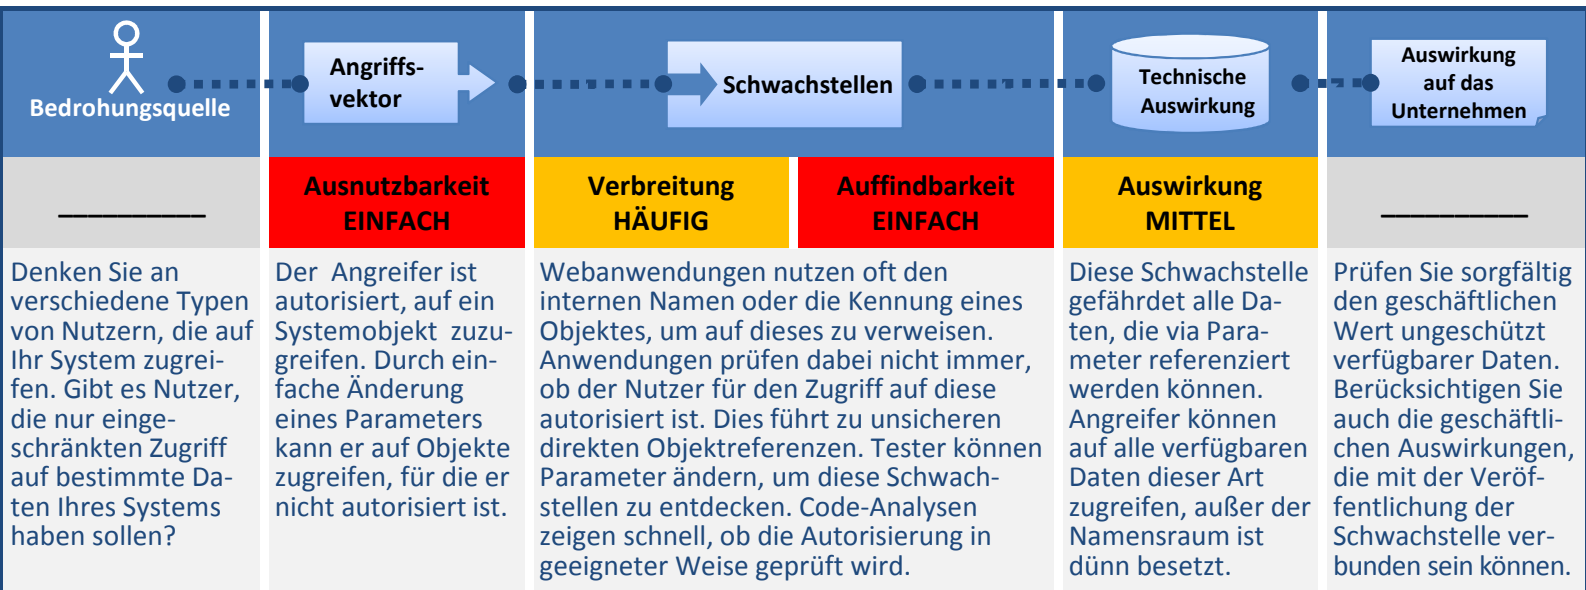 Bedrohungsquelle
Angriffs-
vektor
Schwachstellen
Technische
Auswirkung
Auswirkung
auf das
Unternehmen
__________
Ausnutzbarkeit
EINFACH
Verbreitung
HÄUFIG
Auffindbarkeit
EINFACH
Auswirkung
MITTEL
__________
Denken Sie an
verschiedene Typen
von Nutzern, die auf
Ihr System zugrei-
fen. Gibt es Nutzer,
die nur einge-
schränkten Zugriff
auf bestimmte Da-
ten Ihres Systems
haben sollen?
Der Angreifer ist
autorisiert, auf ein
Systemobjekt zuzu-
greifen. Durch ein-
fache Änderung
eines Parameters
kann er auf Objekte
zugreifen, für die er
nicht autorisiert ist.
Webanwendungen nutzen oft den
internen Namen oder die Kennung eines
Objektes, um auf dieses zu verweisen.
Anwendungen prüfen dabei nicht immer,
ob der Nutzer für den Zugriff auf diese
autorisiert ist. Dies führt zu unsicheren
direkten Objektreferenzen. Tester können
Parameter ändern, um diese Schwach-
stellen zu entdecken. Code-Analysen
zeigen schnell, ob die Autorisierung in
geeigneter Weise geprüft wird.
Diese Schwachstelle
gefährdet alle Da-
ten, die via Para-
meter referenziert
werden können.
Angreifer können
auf alle verfügbaren
Daten dieser Art
zugreifen, außer der
Namensraum ist
dünn besetzt.
Prüfen Sie sorgfältig
den geschäftlichen
Wert ungeschützt
verfügbarer Daten.
Berücksichtigen Sie
auch die geschäftli-
chen Auswirkungen,
die mit der Veröf-
fentlichung der
Schwachstelle ver-
bunden sein können.